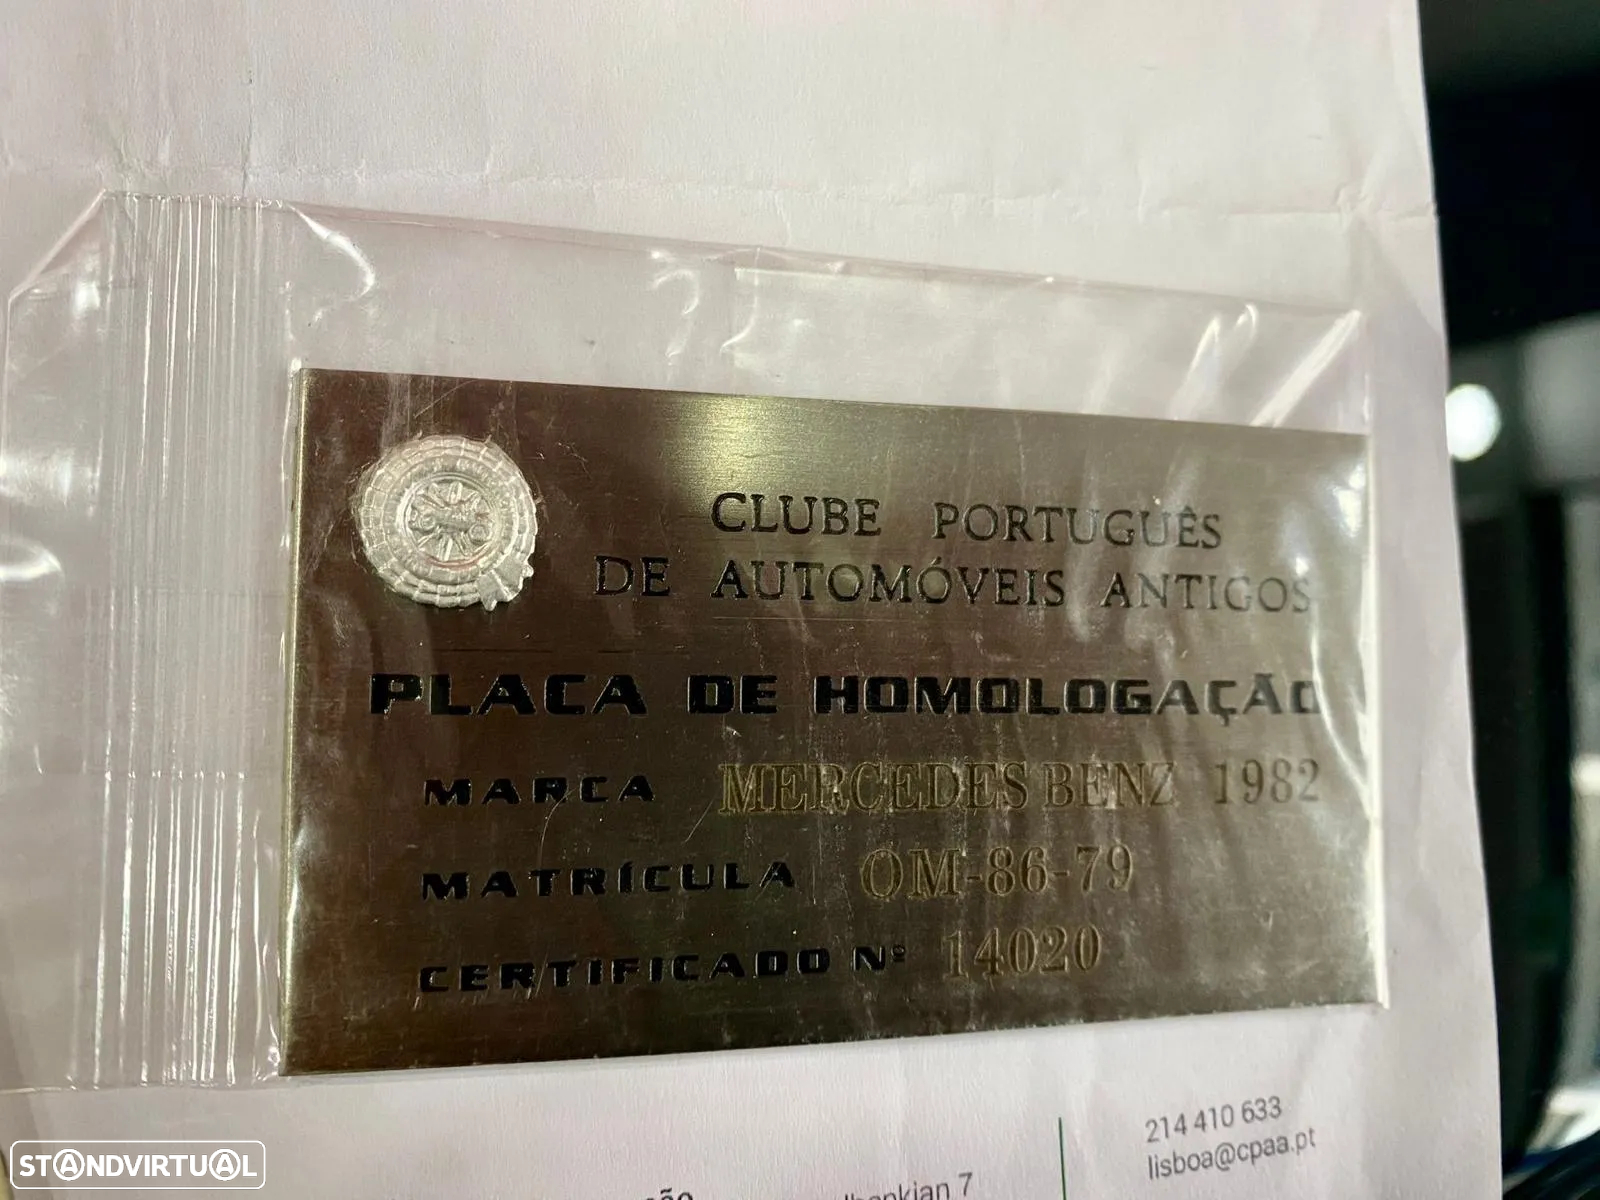 CLUBE PORTUGUÊS
DE AUTOMÓVEIS ANTIGOS
PLACA DE HOMOLOGAÇÃO
MARCA MERCEDES BENZ 1982
MATRÍCULA OM-86-79
CERTIFICADO Nº 14020
214 410 633
lisboa@cpaa.pt
7
STANDVIRTUAL